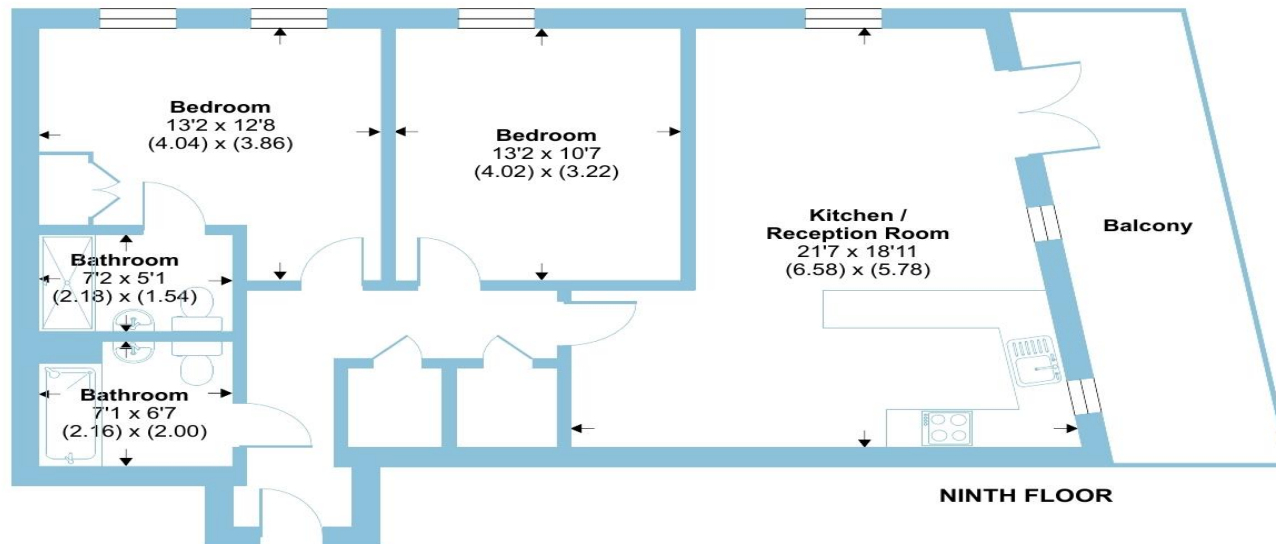 Bedroom
13'2 x 12'8
(4.04) x (3.86)
Bedroom
13'2 x 10'7
(4.02) x (3.22)
Kitchen /
Reception Room
21'7 x 18'11
(6.58) x (5.78)
Balcony
Bathroom
7'2 x 5'1
(2.18) x (1.54)
Bathroom
7'1 x 6'7
(2.16) x (2.00)
NINTH FLOOR